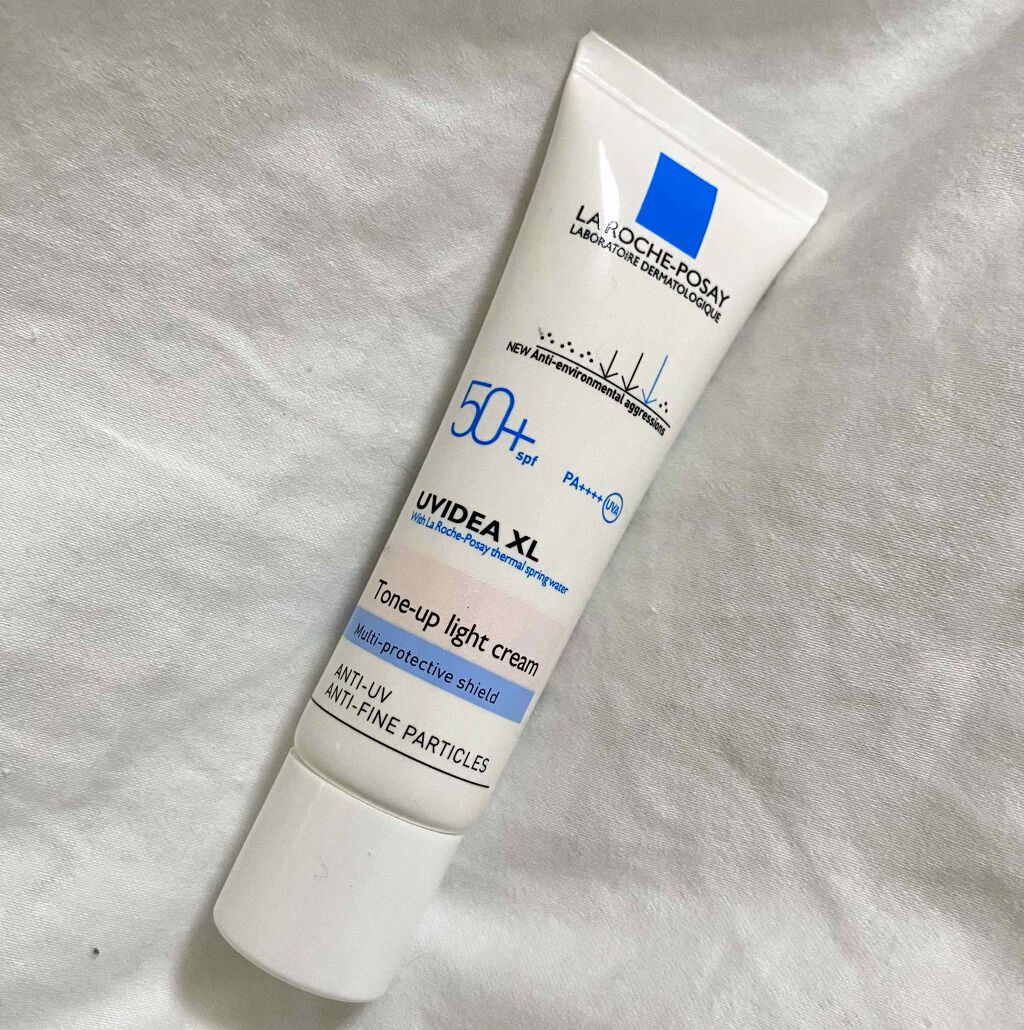 LA ROCHE-POSAY
LABORATOIRE DERMATOLOGIQUE
NEW Anti-environmental aggressions
50+
spf
PA++++ UVA
UVIDEA XL
With La Roche-Posay thermal spring water
Tone-up light cream
Multi-protective shield
ANTI-UV
ANTI-FINE PARTICLES